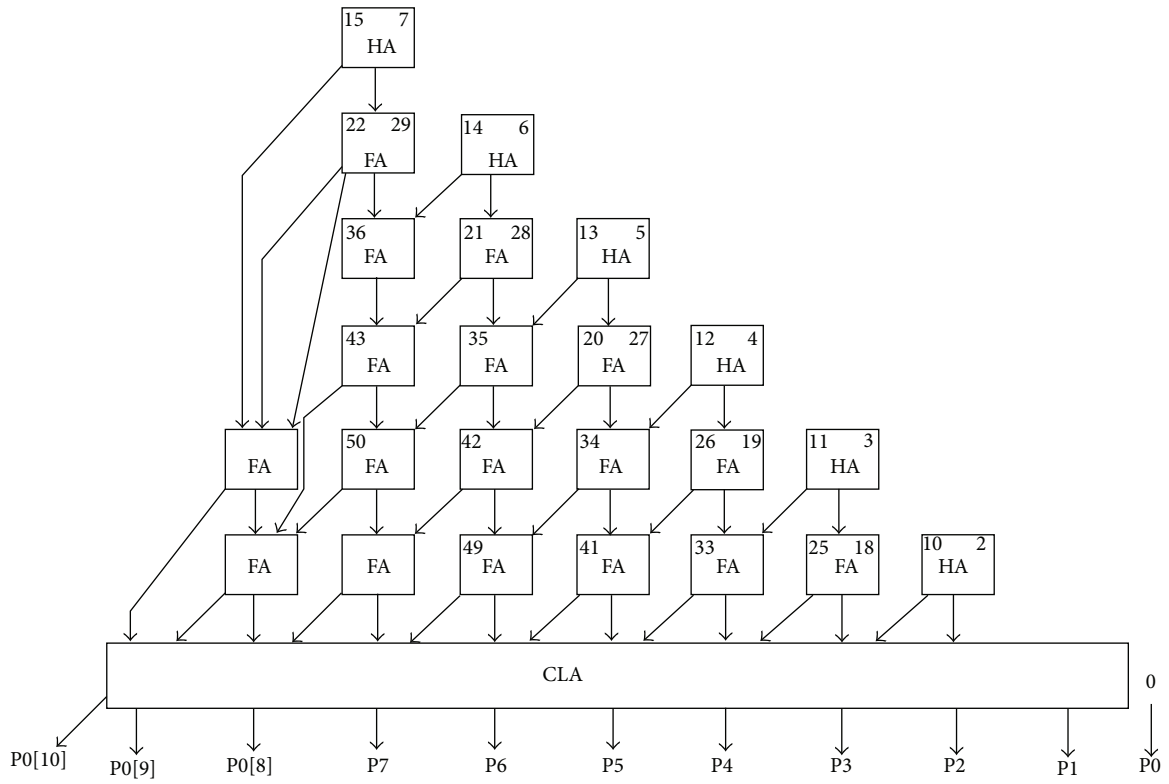 15 7
HA
22 29
FA
14 6
HA
36
FA
21 28
FA
13 5
HA
43
FA
35
FA
20 27
FA
12 4
HA
FA
50
FA
42
FA
34
FA
26 19
FA
11 3
HA
FA
FA
49
FA
41
FA
33
FA
25 18
FA
10 2
HA
CLA
0
P0[10]
P0[9]
P0[8]
P7
P6
P5
P4
P3
P2
P1
P0